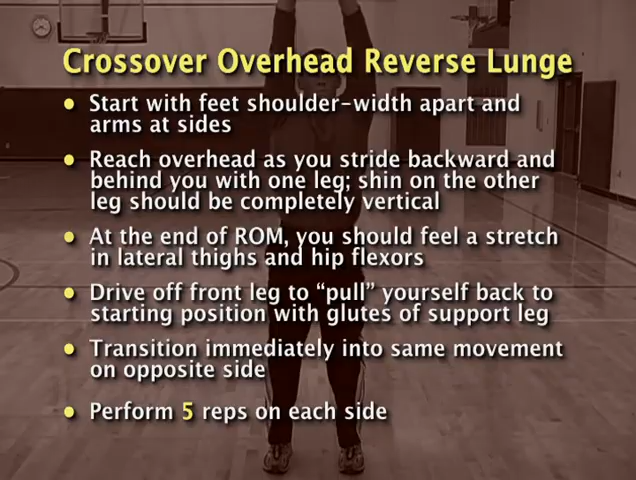 Crossover Overhead Reverse Lunge
• Start with feet shoulder-width apart and
arms at sides
• Reach overhead as you stride backward and
behind you with one leg; shin on the other
leg should be completely vertical
• At the end of ROM, you should feel a stretch
in lateral thighs and hip flexors
• Drive off front leg to “pull” yourself back to
starting position with glutes of support leg
• Transition immediately into same movement
on opposite side
• Perform 5 reps on each side